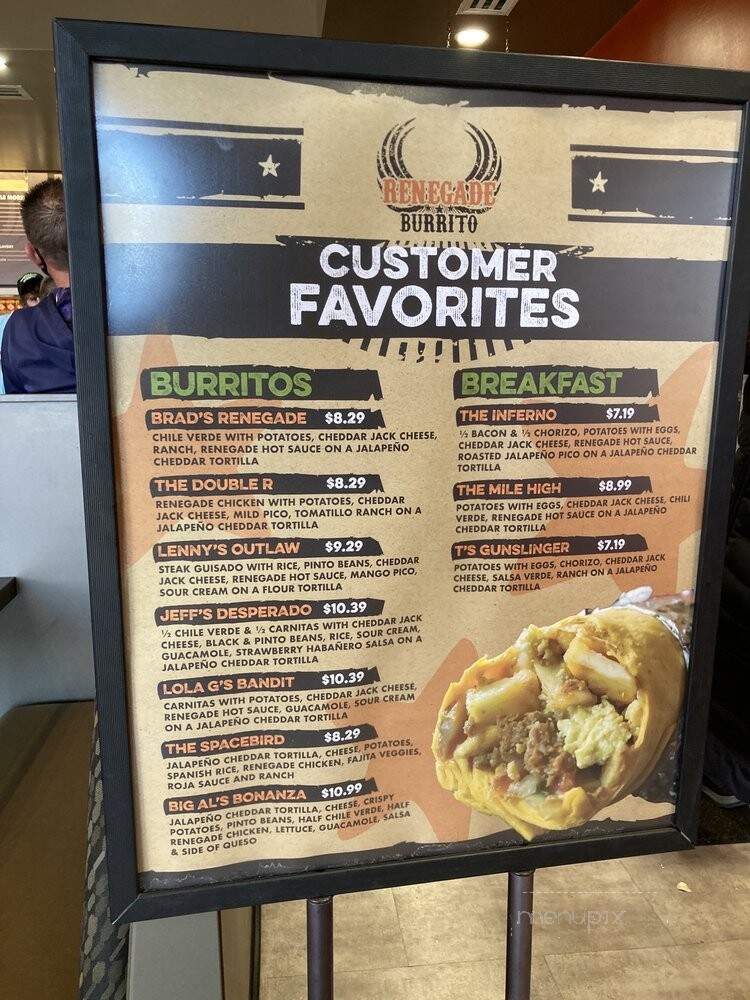 RENEGADE
BURRITO
CUSTOMER
FAVORITES
BURRITOS
BRAD'S RENEGADE $8.29
CHILE VERDE WITH POTATOES, CHEDDAR JACK CHEESE,
RANCH, RENEGADE HOT SAUCE ON A JALAPEÑO
CHEDDAR TORTILLA
THE DOUBLE R $8.29
RENEGADE CHICKEN WITH POTATOES, CHEDDAR
JACK CHEESE, MILD PICO, TOMATILLO RANCH ON A
JALAPEÑO CHEDDAR TORTILLA
LENNY'S OUTLAW $9.29
STEAK GUISADO WITH RICE, PINTO BEANS, CHEDDAR
JACK CHEESE, RENEGADE HOT SAUCE, MANGO PICO,
SOUR CREAM ON A FLOUR TORTILLA
JEFF'S DESPERADO $10.39
½ CHILE VERDE & ½ CARNITAS WITH CHEDDAR JACK
CHEESE, BLACK & PINTO BEANS, RICE, SOUR CREAM,
GUACAMOLE, STRAWBERRY HABAÑERO SALSA ON A
JALAPEÑO CHEDDAR TORTILLA
LOLA G'S BANDIT $10.39
CARNITAS WITH POTATOES, CHEDDAR JACK CHEESE,
RENEGADE HOT SAUCE, GUACAMOLE, SOUR CREAM
ON A JALAPEÑO CHEDDAR TORTILLA
THE SPACEBIRD $8.29
JALAPEÑO CHEDDAR TORTILLA, CHEESE, POTATOES,
SPANISH RICE, RENEGADE CHICKEN, FAJITA VEGGIES,
ROJA SAUCE AND RANCH
BIG AL'S BONANZA $10.99
JALAPEÑO CHEDDAR TORTILLA, CHEESE, CRISPY
POTATOES, PINTO BEANS, HALF CHILE VERDE, HALF
RENEGADE CHICKEN, LETTUCE, GUACAMOLE, SALSA
& SIDE OF QUESO
BREAKFAST
THE INFERNO $7.19
½ BACON & ½ CHORIZO, POTATOES WITH EGGS,
CHEDDAR JACK CHEESE, RENEGADE HOT SAUCE,
ROASTED JALAPEÑO PICO ON A JALAPEÑO CHEDDAR
TORTILLA
THE MILE HIGH $8.99
POTATOES WITH EGGS, CHEDDAR JACK CHEESE, CHILI
VERDE, RENEGADE HOT SAUCE ON A JALAPEÑO
CHEDDAR TORTILLA
T'S GUNSLINGER $7.19
POTATOES WITH EGGS, CHORIZO, CHEDDAR JACK
CHEESE, SALSA VERDE, RANCH ON A JALAPEÑO
CHEDDAR TORTILLA
menupix